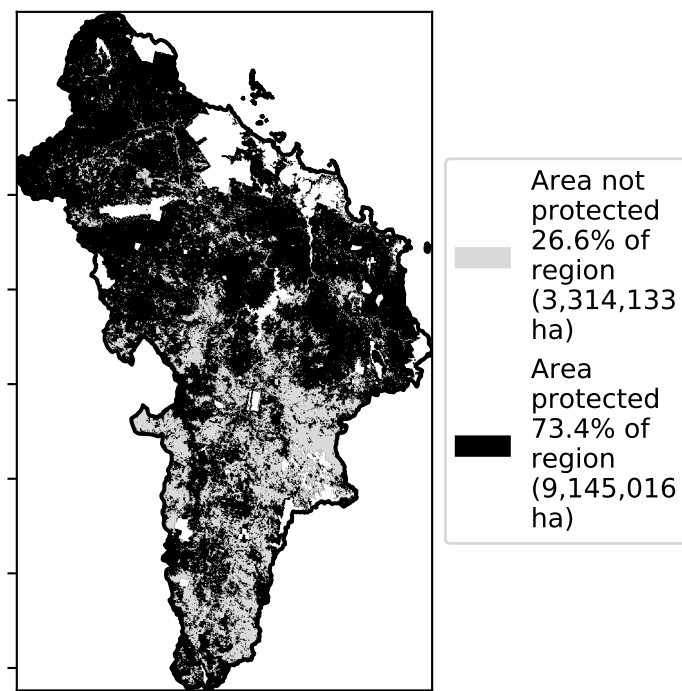 Area not
protected
26.6% of
region
(3,314,133
ha)
Area
protected
73.4% of
region
(9,145,016
ha)